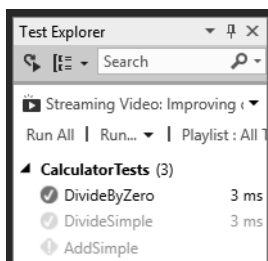 Test Explorer
Search
Streaming Video: Improving
Run All | Run... | Playlist : All T
CalculatorTests (3)
DivideByZero 3 ms
DivideSimple 3 ms
AddSimple